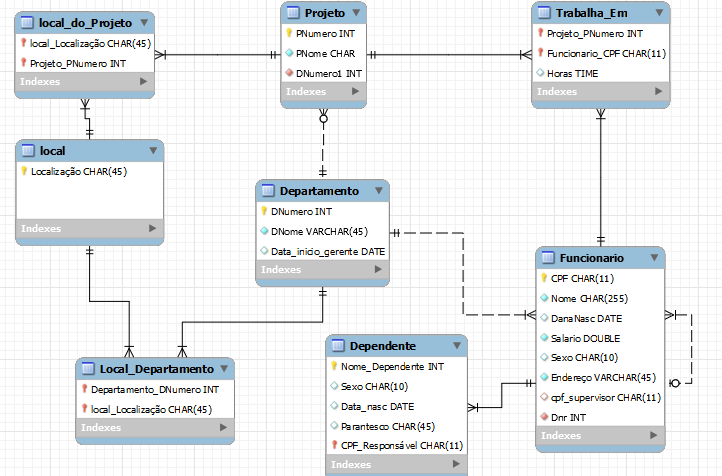 local_do_Projeto
local_Localização CHAR(45)
Projeto_PNumero INT
Indexes
Projeto
PNumero INT
PNome CHAR
DNumero1 INT
Indexes
Trabalha_Em
Projeto_PNumero INT
Funcionario_CPF CHAR(11)
Horas TIME
Indexes
local
Localização CHAR(45)
Indexes
Departamento
DNumero INT
DNome VARCHAR(45)
Data_inicio_gerente DATE
Indexes
Funcionario
CPF CHAR(11)
Nome CHAR(255)
DanaNasc DATE
Salario DOUBLE
Sexo CHAR(10)
Endereço VARCHAR(45)
cpf_supervisor CHAR(11)
Dnr INT
Indexes
Local_Departamento
Departamento_DNumero INT
local_Localização CHAR(45)
Indexes
Dependente
Nome_Dependente INT
Sexo CHAR(10)
Data_nasc DATE
Parantesco CHAR(45)
CPF_Responsável CHAR(11)
Indexes